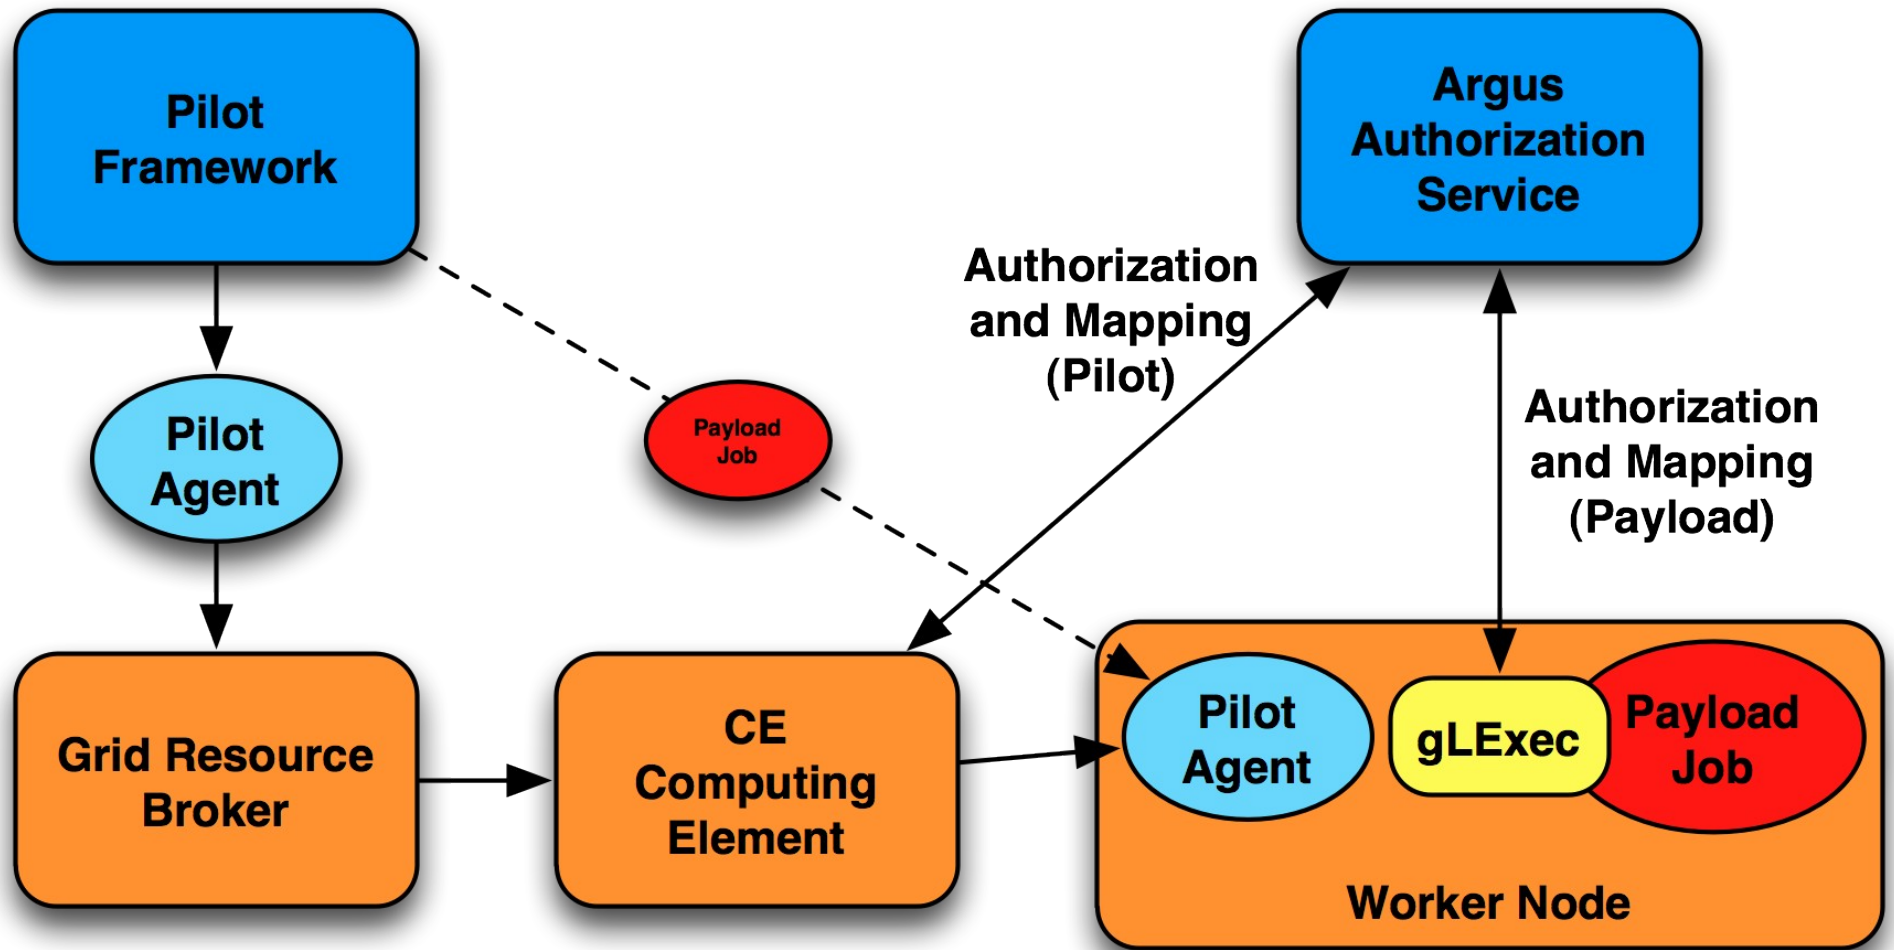 Pilot
Framework
Argus
Authorization
Service
Authorization
and Mapping
(Pilot)
Pilot
Agent
Payload
Job
Authorization
and Mapping
(Payload)
Grid Resource
Broker
CE
Computing
Element
Pilot
Agent
gLExec
Payload
Job
Worker Node